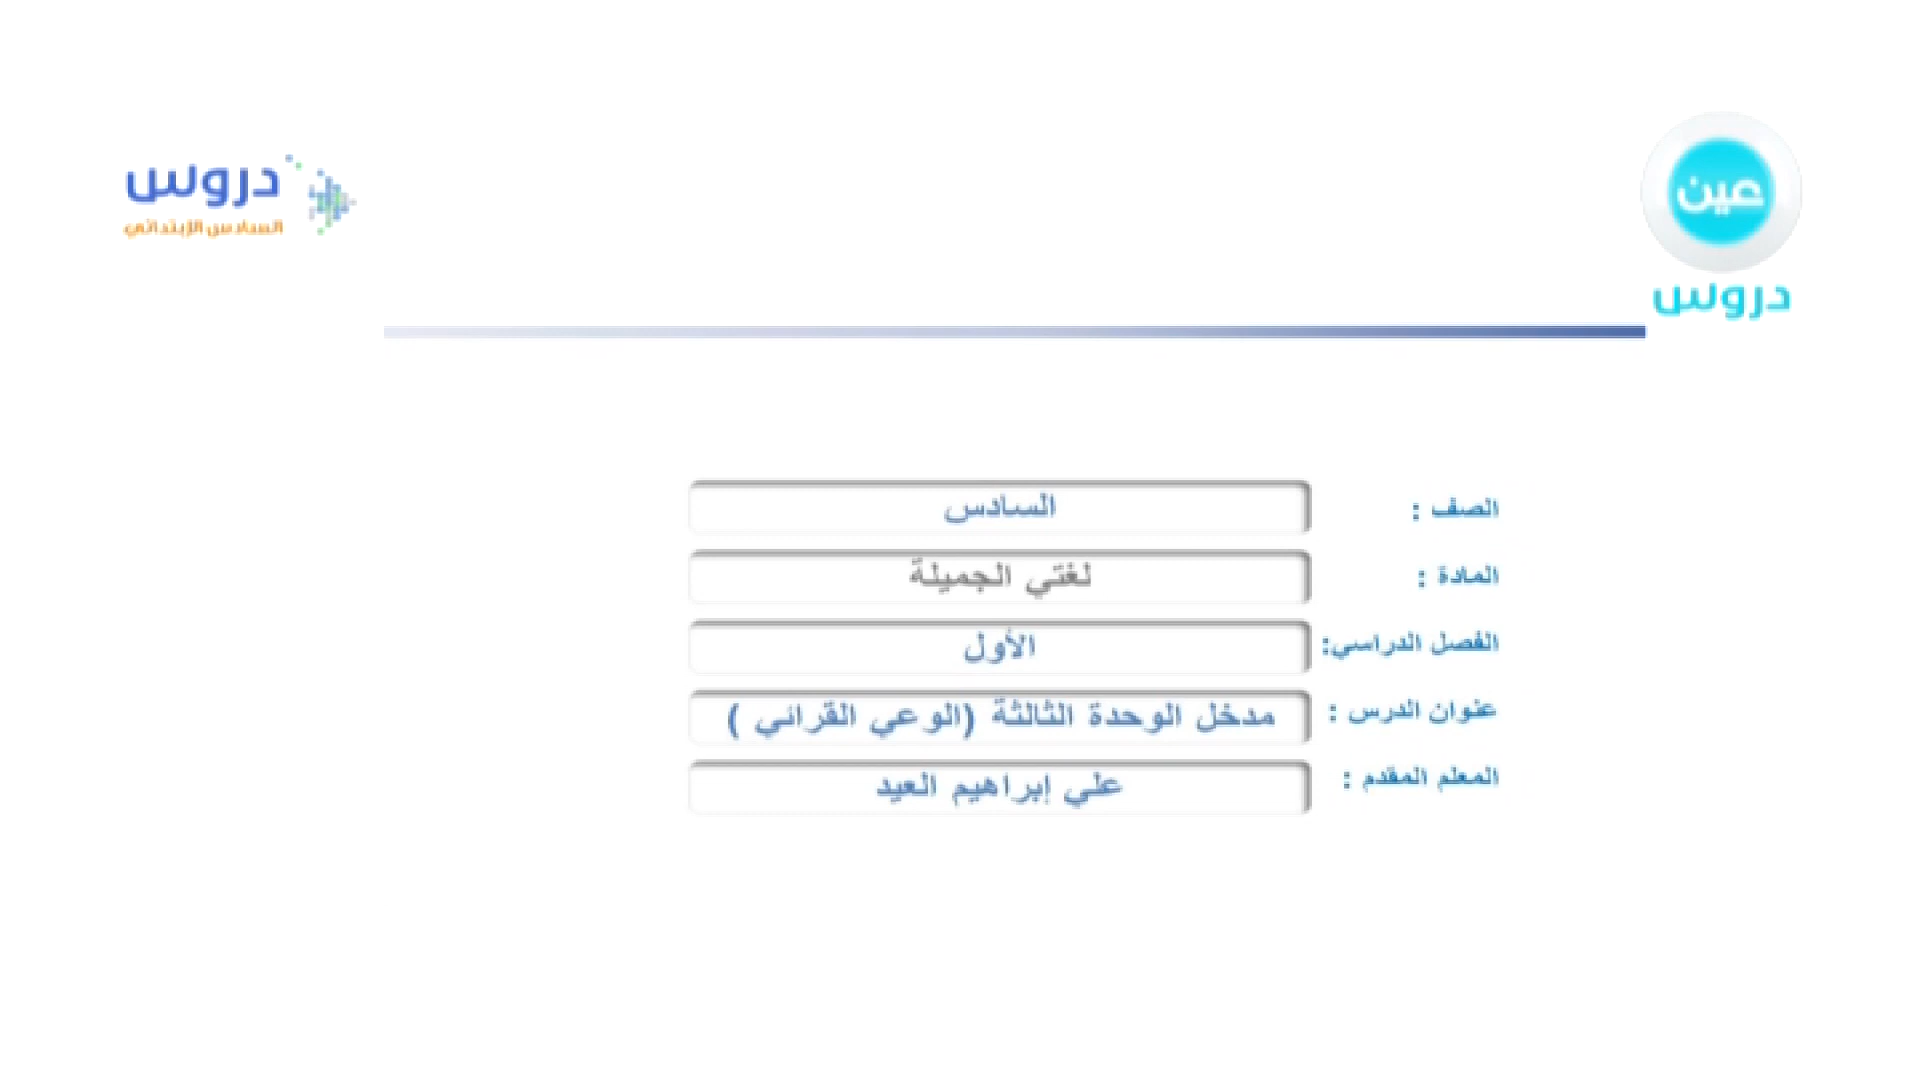 عين
دروس
دروس
السادس الإبتدائي
الصف : السادس
المادة : لغتي الجميلة
الفصل الدراسي: الأول
عنوان الدرس : مدخل الوحدة الثالثة (الوعي القرائي )
المعلم المقدم : علي إبراهيم العيد